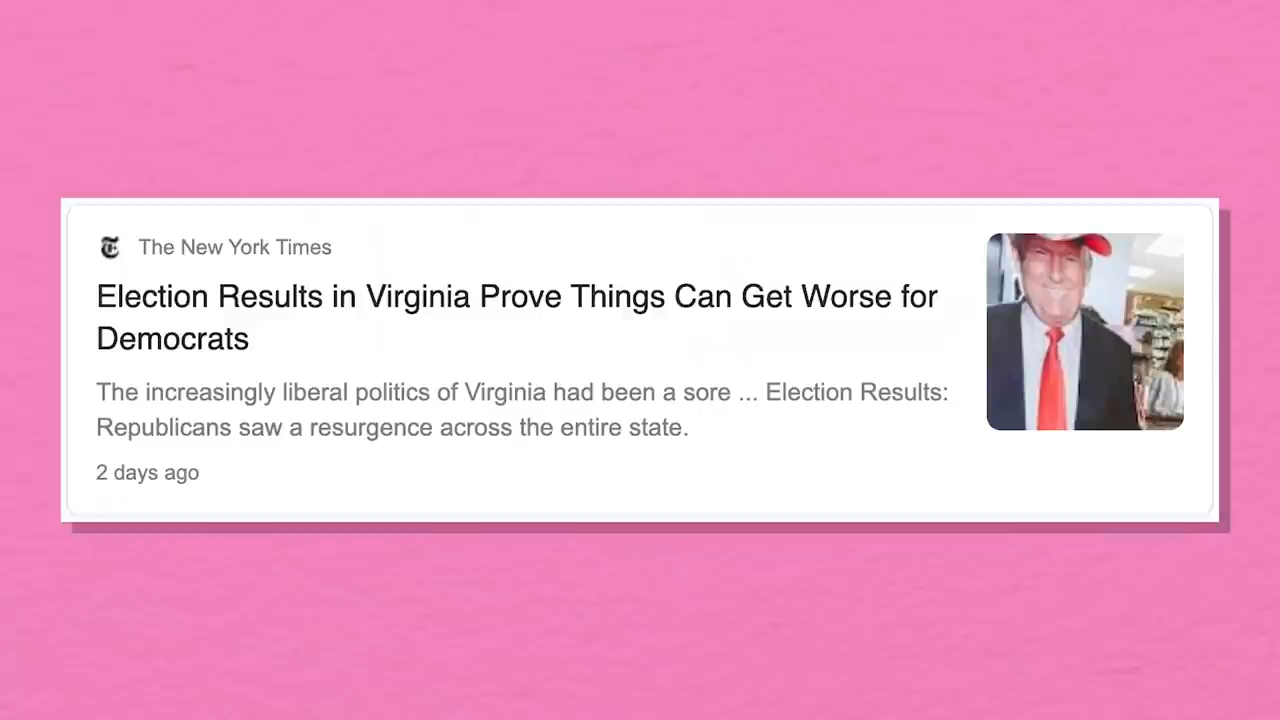 The New York Times
Election Results in Virginia Prove Things Can Get Worse for
Democrats
The increasingly liberal politics of Virginia had been a sore ... Election Results:
Republicans saw a resurgence across the entire state.
2 days ago